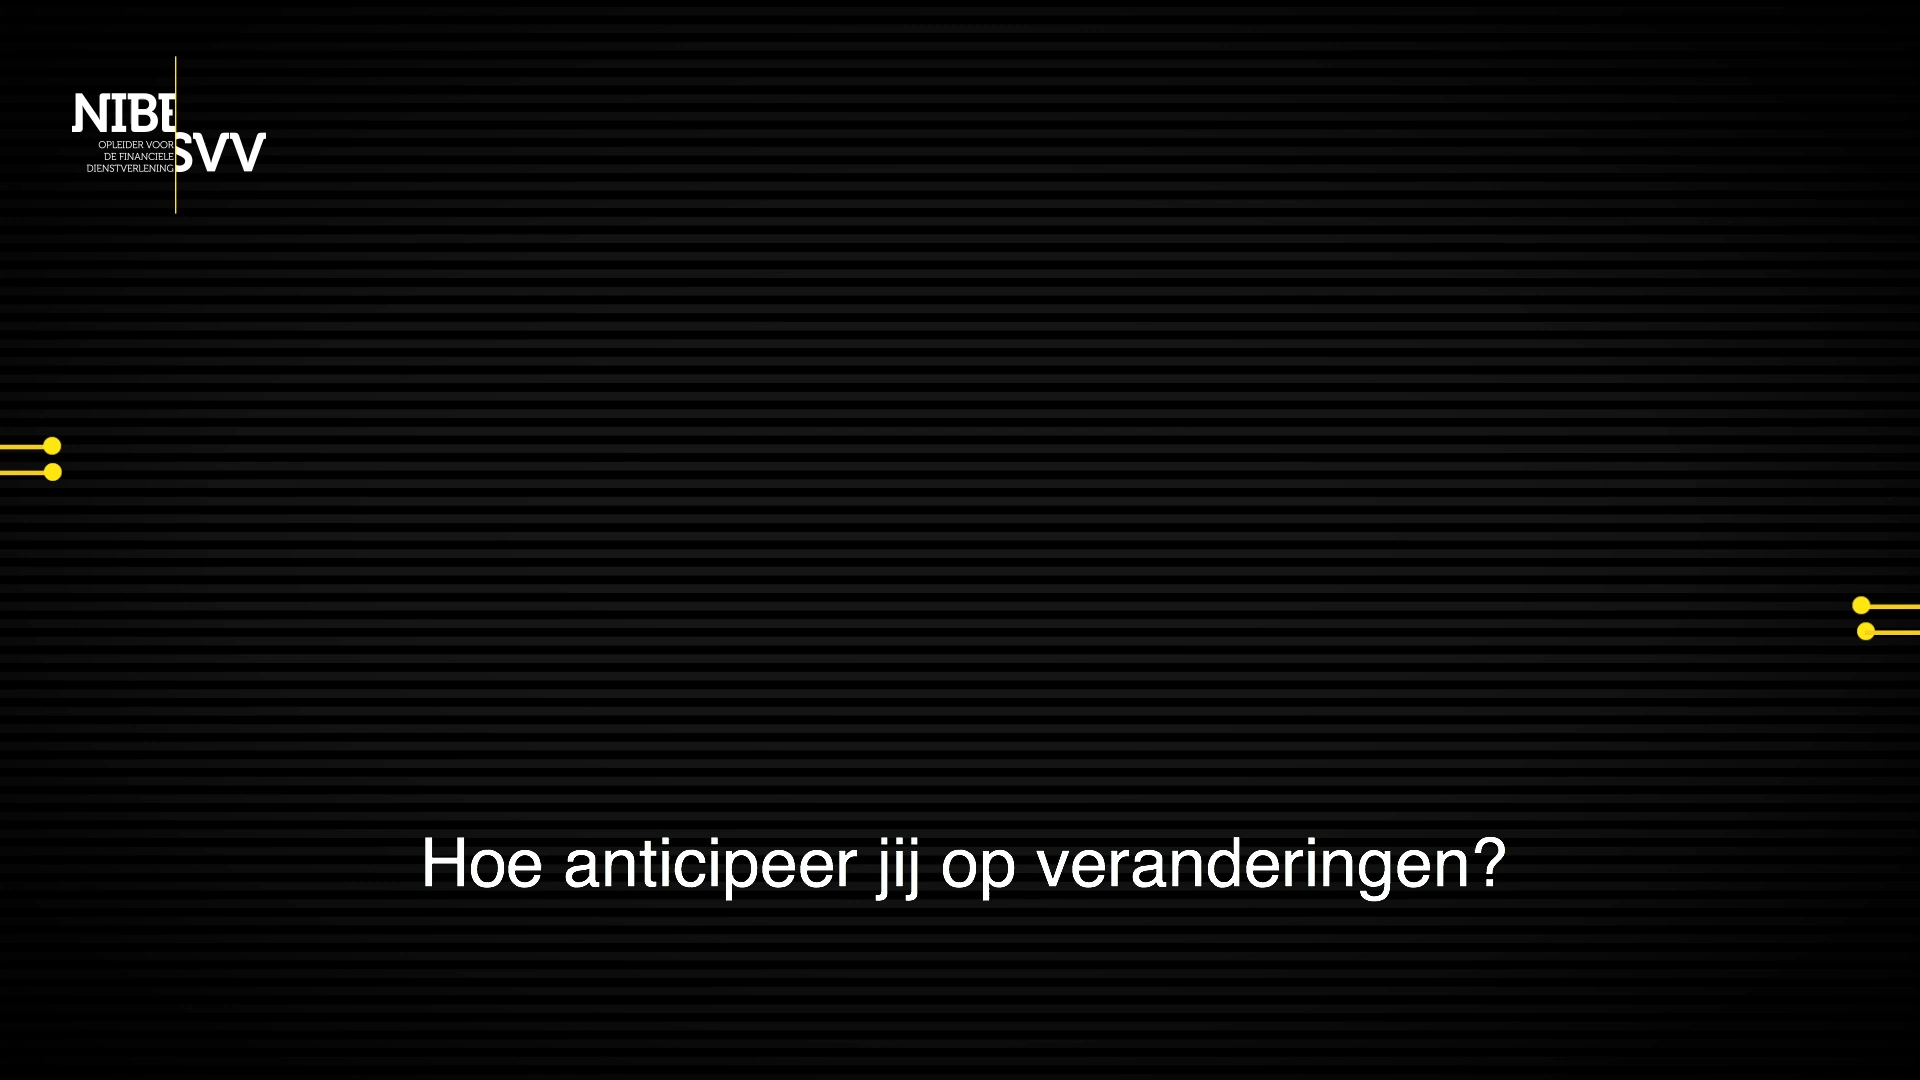 NIBE
SVV
OPLEIDER VOOR
DE FINANCIELE
DIENSTVERLENING
Hoe anticipeer jij op veranderingen?